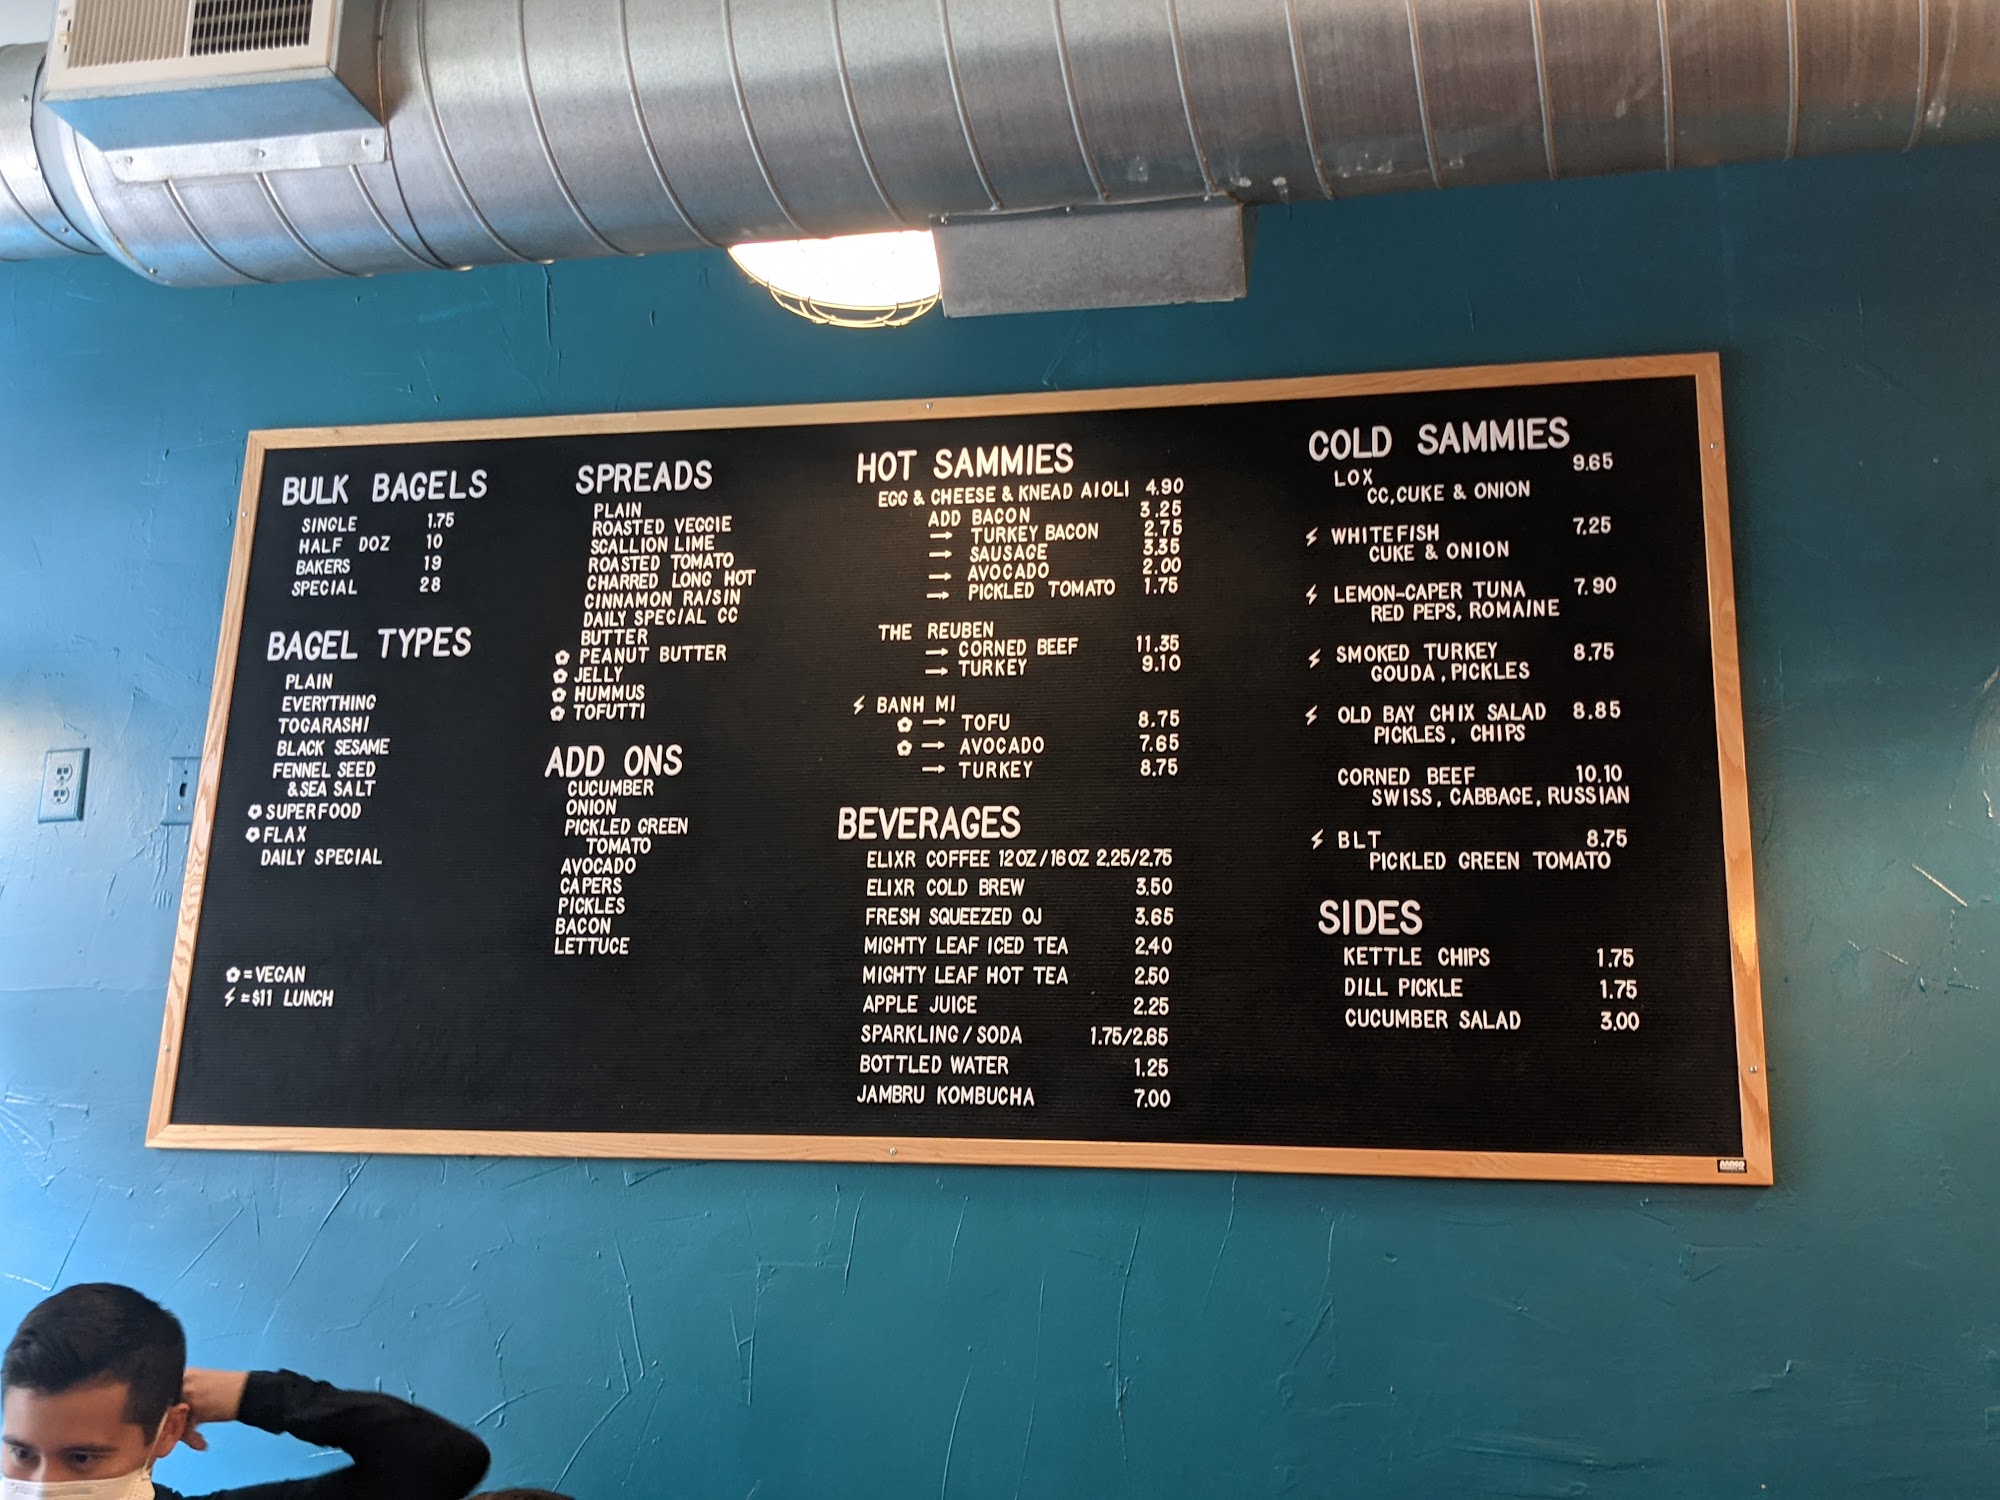 BULK BAGELS
SINGLE 1.75
HALF DOZ 10
BAKERS 19
SPECIAL 28
BAGEL TYPES
PLAIN
EVERYTHING
TOGARASHI
BLACK SESAME
FENNEL SEED
& SEA SALT
SUPERFOOD
FLAX
DAILY SPECIAL
= VEGAN
= $11 LUNCH
SPREADS
PLAIN
ROASTED VEGGIE
SCALLION LIME
ROASTED TOMATO
CHARRED LONG HOT
CINNAMON RA/SIN
DAILY SPECIAL CC
BUTTER
PEANUT BUTTER
JELLY
HUMMUS
TOFUTTI
ADD ONS
CUCUMBER
ONION
PICKLED GREEN
TOMATO
AVOCADO
CAPERS
PICKLES
BACON
LETTUCE
HOT SAMMIES
EGG & CHEESE & KNEAD AIOLI 4.90
ADD BACON 3.25
→ TURKEY BACON 2.75
→ SAUSAGE 3.35
→ AVOCADO 2.00
→ PICKLED TOMATO 1.75
THE REUBEN
→ CORNED BEEF 11.35
→ TURKEY 9.10
BANH MI
→ TOFU 8.75
→ AVOCADO 7.65
→ TURKEY 8.75
BEVERAGES
ELIXR COFFEE 12OZ/16OZ 2.25/2.75
ELIXR COLD BREW 3.50
FRESH SQUEEZED OJ 3.65
MIGHTY LEAF ICED TEA 2.40
MIGHTY LEAF HOT TEA 2.50
APPLE JUICE 2.25
SPARKLING/SODA 1.75/2.65
BOTTLED WATER 1.25
JAMBRU KOMBUCHA 7.00
COLD SAMMIES
LOX 9.65
CC, CUKE & ONION
WHITEFISH 7.25
CUKE & ONION
LEMON-CAPER TUNA 7.90
RED PEPS, ROMAINE
SMOKED TURKEY 8.75
GOUDA, PICKLES
OLD BAY CHIX SALAD 8.85
PICKLES, CHIPS
CORNED BEEF 10.10
SWISS, CABBAGE, RUSSIAN
BLT 8.75
PICKLED GREEN TOMATO
SIDES
KETTLE CHIPS 1.75
DILL PICKLE 1.75
CUCUMBER SALAD 3.00